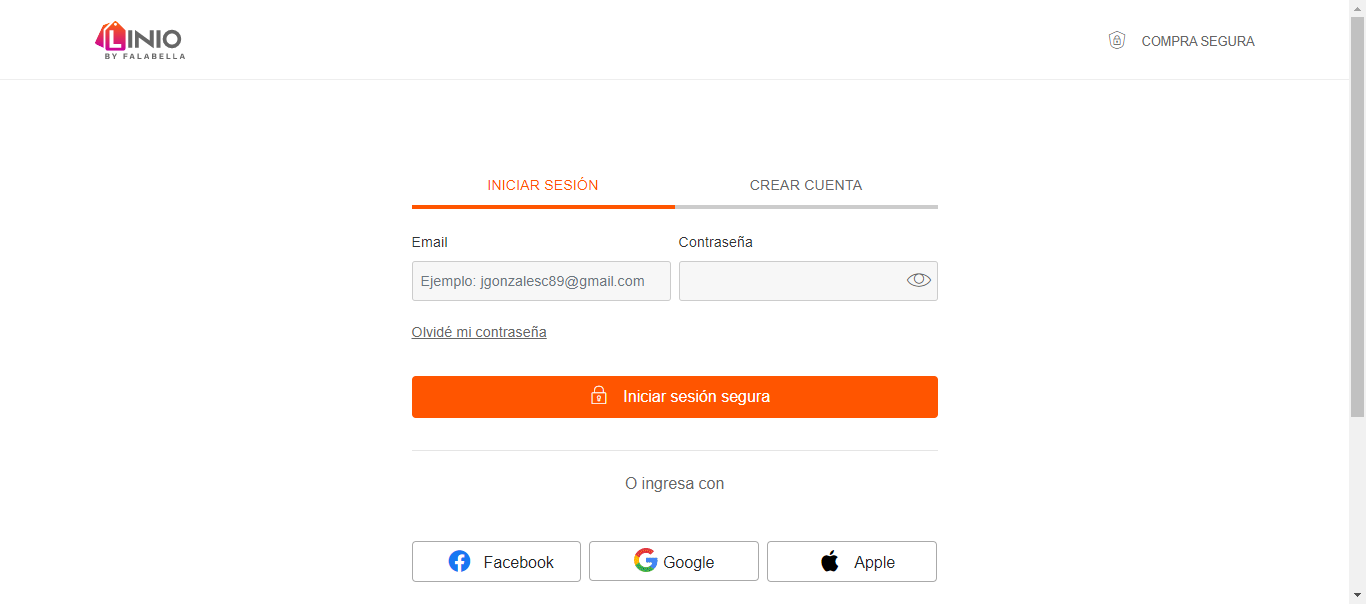 LINIO
BY FALABELLA
COMPRA SEGURA
INICIAR SESIÓN
CREAR CUENTA
Email
Contraseña
Ejemplo: jgonzalesc89@gmail.com
Olvidé mi contraseña
Iniciar sesión segura
O ingresa con
Facebook
Google
Apple